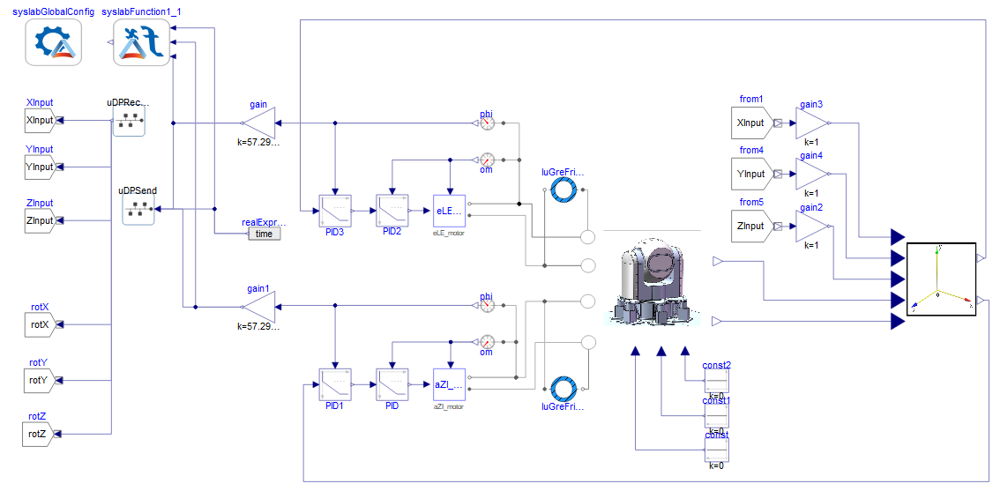 syslabGlobalConfig
syslabFunction1_1
XInput
XInput
uDPRec...
YInput
YInput
ZInput
ZInput
uDPSend
gain
k=57.29...
realExpr...
time
gain1
k=57.29...
rotX
rotX
rotY
rotY
rotZ
rotZ
phi
om
PID3
PID2
eLE...
eLE_motor
luGreFri...
phi
om
PID1
PID
aZI_...
aZI_motor
luGreFri...
from1
XInput
gain3
k=1
from4
YInput
gain4
k=1
from5
ZInput
gain2
k=1
y
0
x
z
const2
k=0
const1
k=0
const
k=0